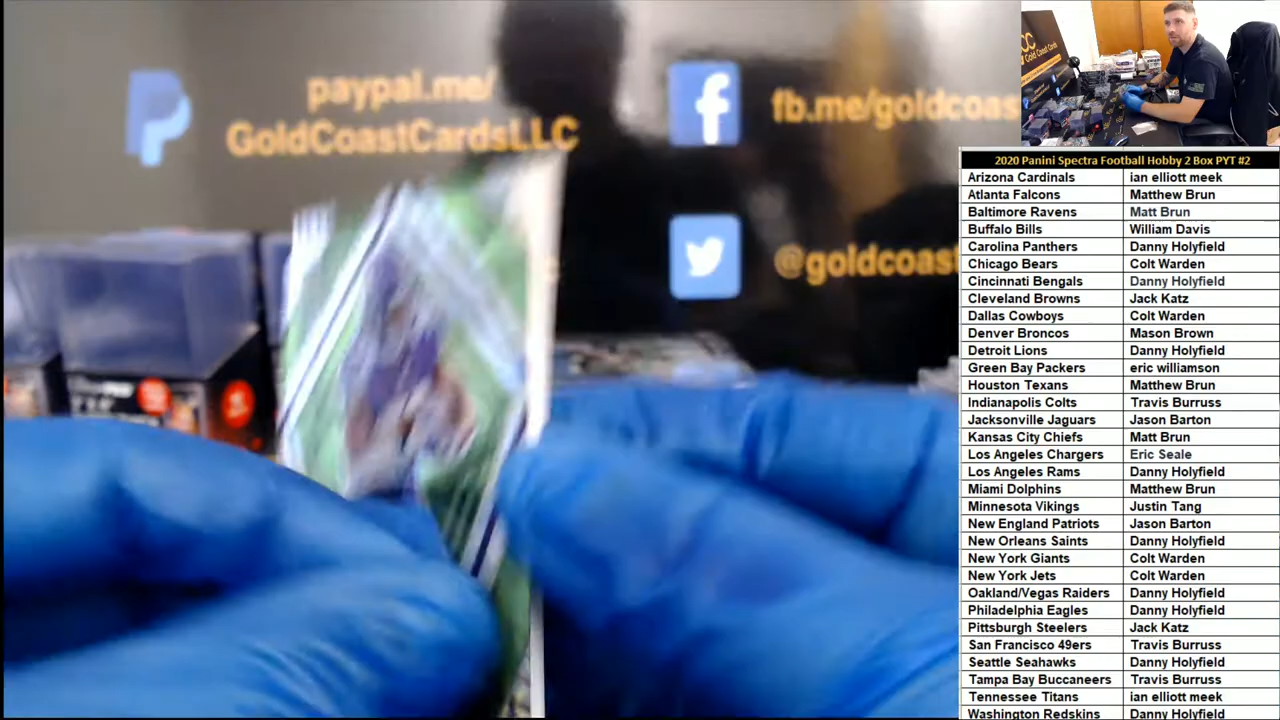 paypal.me/
GoldCoastCardsLLC
fb.me/goldcoas
@goldcoast
Gold Coast Cards
2020 Panini Spectra Football Hobby 2 Box PYT #2
Arizona Cardinals ian elliott meek
Atlanta Falcons Matthew Brun
Baltimore Ravens Matt Brun
Buffalo Bills William Davis
Carolina Panthers Danny Holyfield
Chicago Bears Colt Warden
Cincinnati Bengals Danny Holyfield
Cleveland Browns Jack Katz
Dallas Cowboys Colt Warden
Denver Broncos Mason Brown
Detroit Lions Danny Holyfield
Green Bay Packers eric williamson
Houston Texans Matthew Brun
Indianapolis Colts Travis Burruss
Jacksonville Jaguars Jason Barton
Kansas City Chiefs Matt Brun
Los Angeles Chargers Eric Seale
Los Angeles Rams Danny Holyfield
Miami Dolphins Matthew Brun
Minnesota Vikings Justin Tang
New England Patriots Jason Barton
New Orleans Saints Danny Holyfield
New York Giants Colt Warden
New York Jets Colt Warden
Oakland/Vegas Raiders Danny Holyfield
Philadelphia Eagles Danny Holyfield
Pittsburgh Steelers Jack Katz
San Francisco 49ers Travis Burruss
Seattle Seahawks Danny Holyfield
Tampa Bay Buccaneers Travis Burruss
Tennessee Titans ian elliott meek
Washington Redskins Danny Holyfield